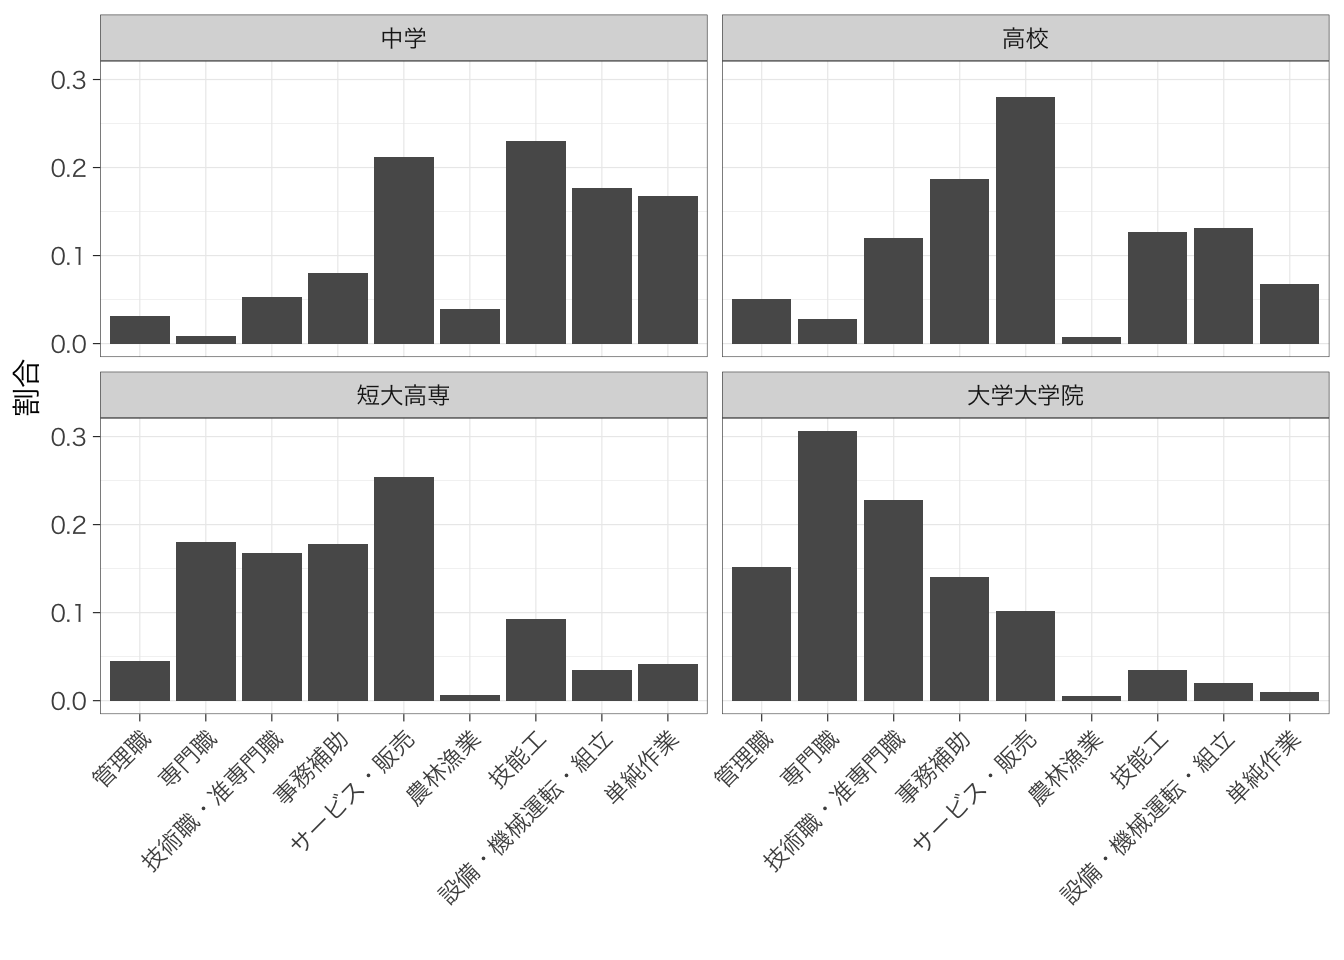 中学
高校
0.3
0.2
0.1
0.0
割合
短大高専
大学大学院
0.3
0.2
0.1
0.0
管理職
専門職
技術職・准専門職
事務補助
サービス・販売
農林漁業
技能工
設備・機械運転・組立
単純作業
管理職
専門職
技術職・准専門職
事務補助
サービス・販売
農林漁業
技能工
設備・機械運転・組立
単純作業